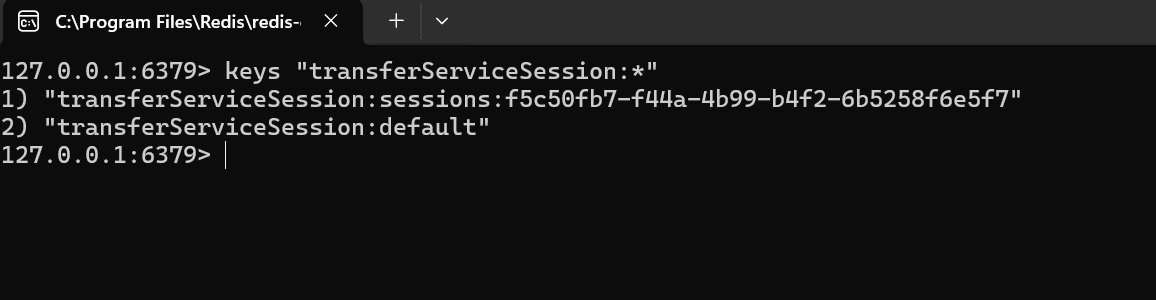 C:\Program Files\Redis\redis-
127.0.0.1:6379> keys "transferServiceSession:*"
1) "transferServiceSession:sessions:f5c50fb7-f44a-4b99-b4f2-6b5258f6e5f7"
2) "transferServiceSession:default"
127.0.0.1:6379>